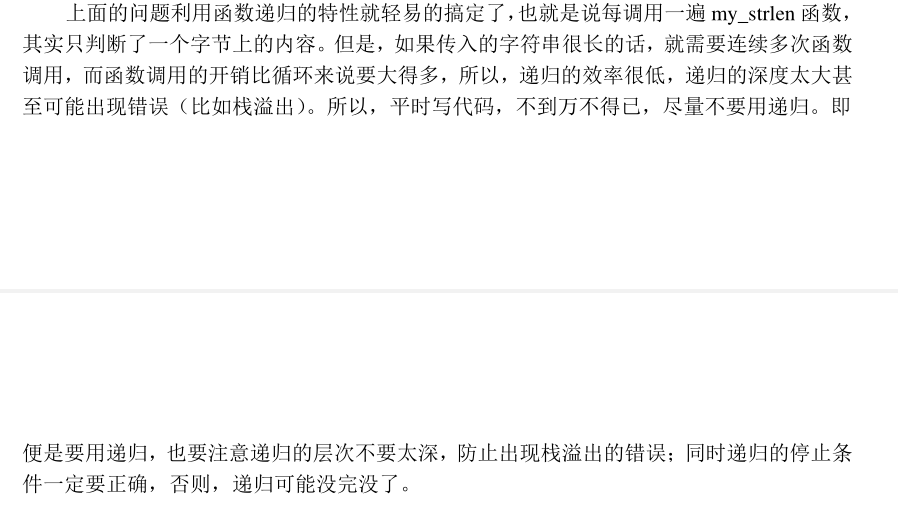 上面的问题利用函数递归的特性就轻易的搞定了，也就是说每调用一遍 my_strlen 函数，
其实只判断了一个字节上的内容。但是，如果传入的字符串很长的话，就需要连续多次函数
调用，而函数调用的开销比循环来说要大得多，所以，递归的效率很低，递归的深度太大甚
至可能出现错误（比如栈溢出）。所以，平时写代码，不到万不得已，尽量不要用递归。即
便是要用递归，也要注意递归的层次不要太深，防止出现栈溢出的错误；同时递归的停止条
件一定要正确，否则，递归可能没完没了。